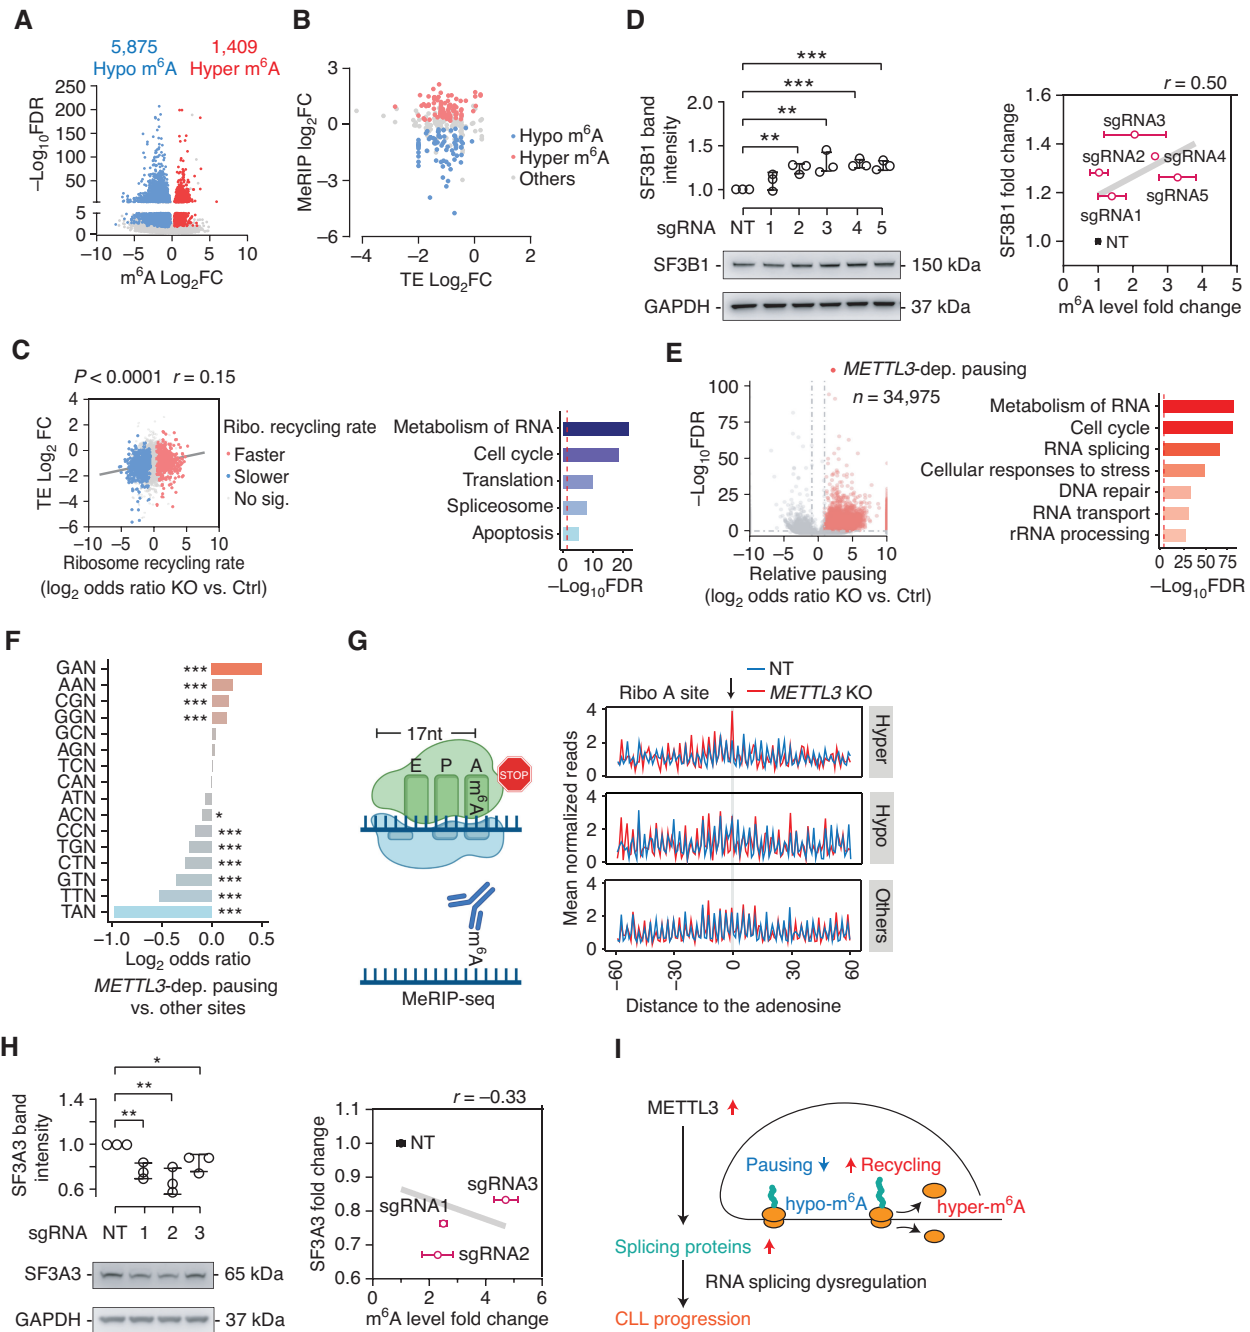 A
5,875
Hypo m⁶A
1,409
Hyper m⁶A
–Log₁₀FDR
250
200
150
100
50
5
0
–10
–5
0
5
10
m⁶A Log₂FC
B
MeRIP log₂FC
3
0
–3
–6
–4
–2
0
2
TE Log₂FC
Hypo m⁶A
Hyper m⁶A
Others
C
P < 0.0001 r = 0.15
TE Log₂ FC
4
2
0
–2
–4
–6
–10
–5
0
5
10
Ribosome recycling rate
(log₂ odds ratio KO vs. Ctrl)
Ribo. recycling rate
Faster
Slower
No sig.
Metabolism of RNA
Cell cycle
Translation
Spliceosome
Apoptosis
0
10
20
–Log₁₀FDR
D
***
***
**
**
SF3B1 band
intensity
2.0
1.5
1.0
sgRNA NT 1 2 3 4 5
SF3B1
150 kDa
GAPDH
37 kDa
r = 0.50
SF3B1 fold change
1.6
1.4
1.2
1.0
sgRNA3
sgRNA2
sgRNA4
sgRNA5
sgRNA1
NT
0 1 2 3 4 5
m⁶A level fold change
E
METTL3-dep. pausing
n = 34,975
–Log₁₀FDR
100
75
50
25
0
–10
–5
0
5
10
Relative pausing
(log₂ odds ratio KO vs. Ctrl)
Metabolism of RNA
Cell cycle
RNA splicing
Cellular responses to stress
DNA repair
RNA transport
rRNA processing
0 25 50 75
–Log₁₀FDR
F
GAN ***
AAN ***
CGN ***
GGN ***
GCN
AGN
TCN
CAN
ATN
ACN *
CCN ***
TGN ***
CTN ***
GTN ***
TTN ***
TAN ***
–1.0 –0.5 0.0 0.5
Log₂ odds ratio
METTL3-dep. pausing
vs. other sites
G
17nt
E P A
m⁶A
STOP
m⁶A
MeRIP-seq
NT
METTL3 KO
Ribo A site
Mean normalized reads
4
2
0
Hyper
4
2
0
Hypo
4
2
0
Others
–60
–30
0
30
60
Distance to the adenosine
H
*
**
**
SF3A3 band
intensity
1.4
1.0
0.6
sgRNA NT 1 2 3
SF3A3
65 kDa
GAPDH
37 kDa
r = –0.33
SF3A3 fold change
1.1
1.0
0.9
0.8
0.7
0.6
NT
sgRNA3
sgRNA1
sgRNA2
0 2 4 6
m⁶A level fold change
I
METTL3
Pausing
Recycling
hypo-m⁶A
hyper-m⁶A
Splicing proteins
RNA splicing dysregulation
CLL progression